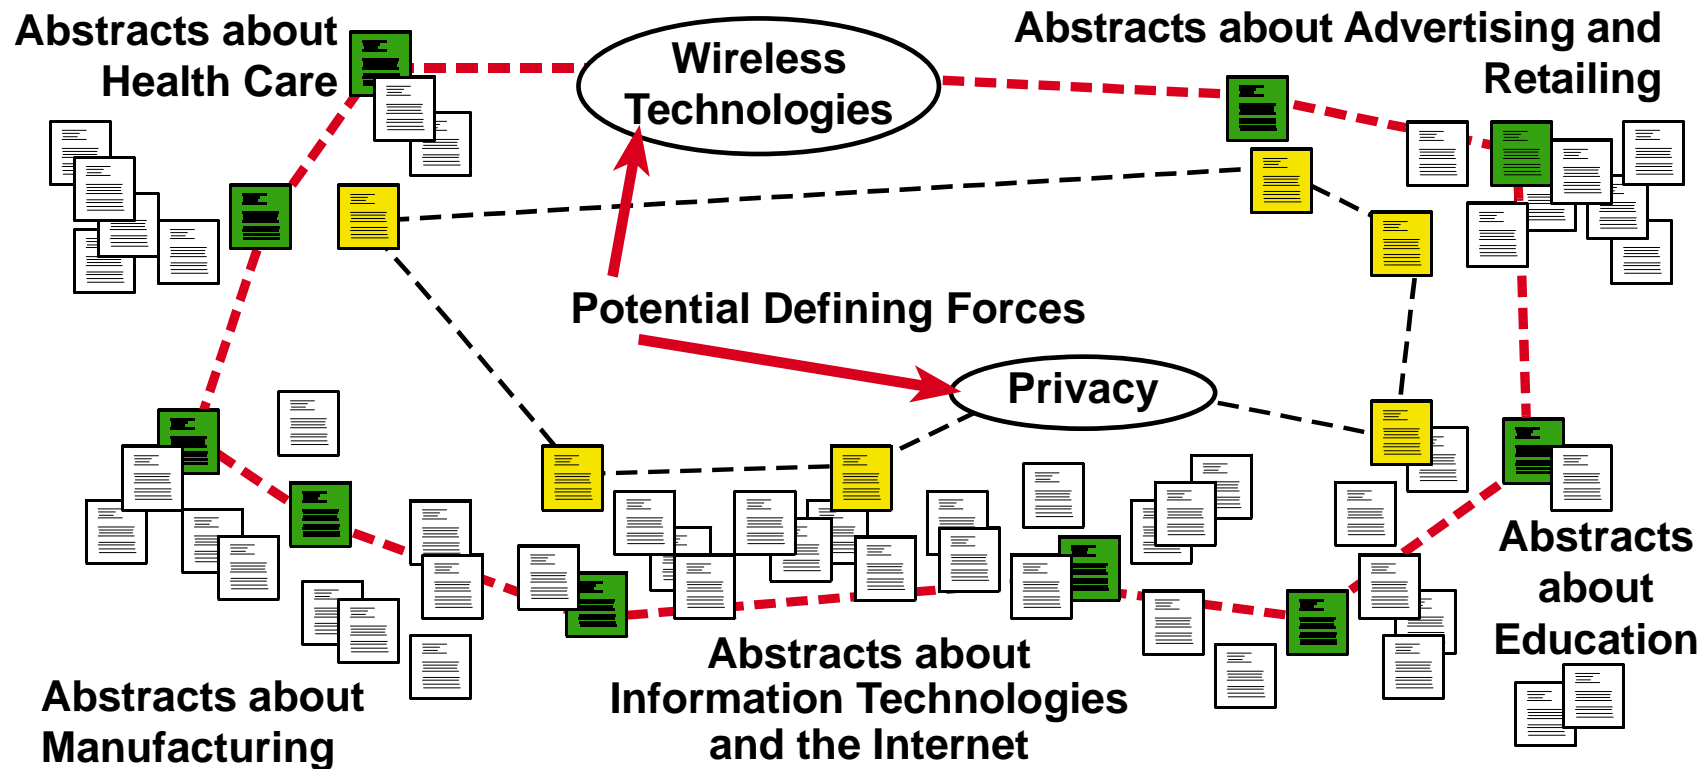 Abstracts about
Health Care
Wireless
Technologies
Abstracts about Advertising and
Retailing
Potential Defining Forces
Privacy
Abstracts
about
Education
Abstracts about
Information Technologies
and the Internet
Abstracts about
Manufacturing